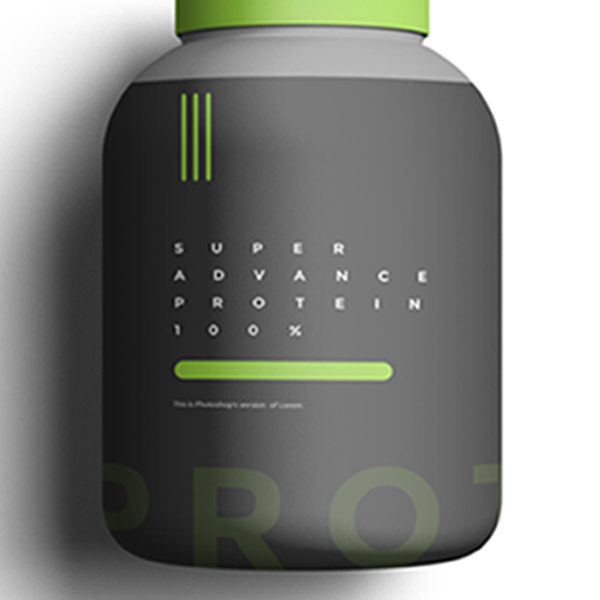 SUPER
ADVANCE
PROTEIN
100%
This is Photoshop's version of Lorem
PROT